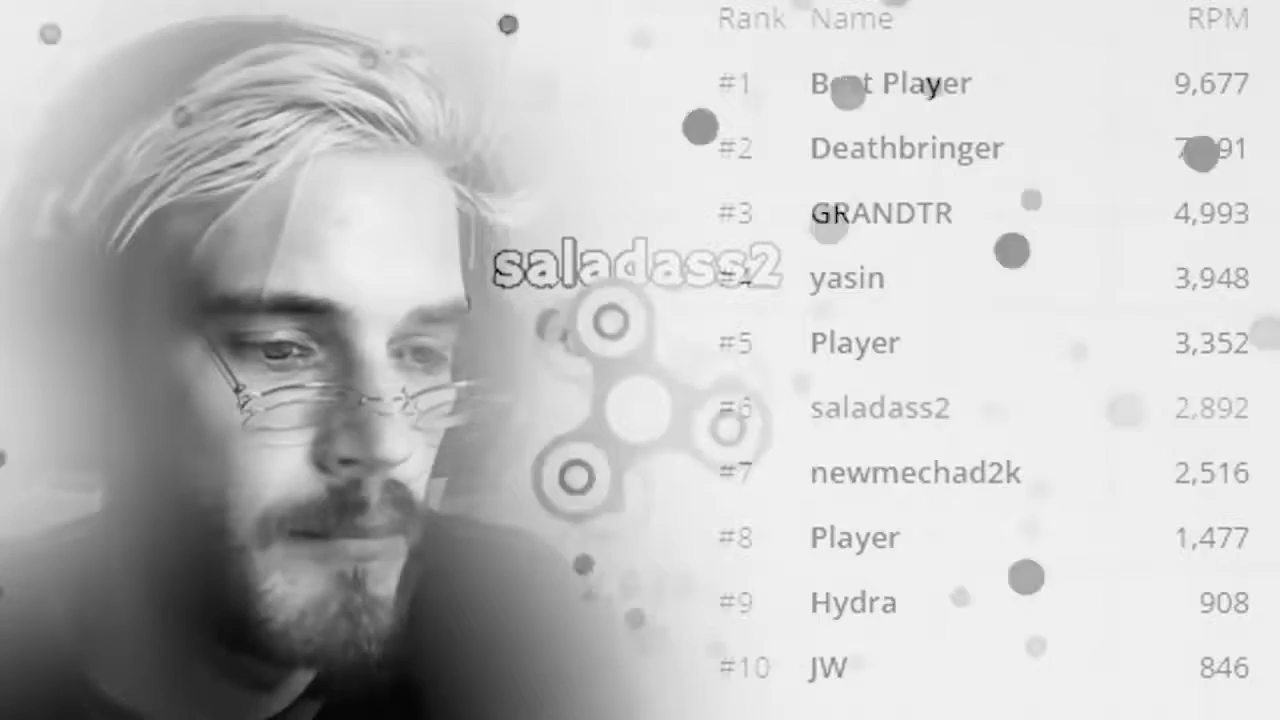 Rank Name RPM
#1 Best Player 9,677
#2 Deathbringer
#3 GRANDTR 4,993
saladass2
#4 yasin 3,948
#5 Player 3,352
#6 saladass2 2,892
#7 newmechad2k 2,516
#8 Player 1,477
#9 Hydra 908
#10 JW 846